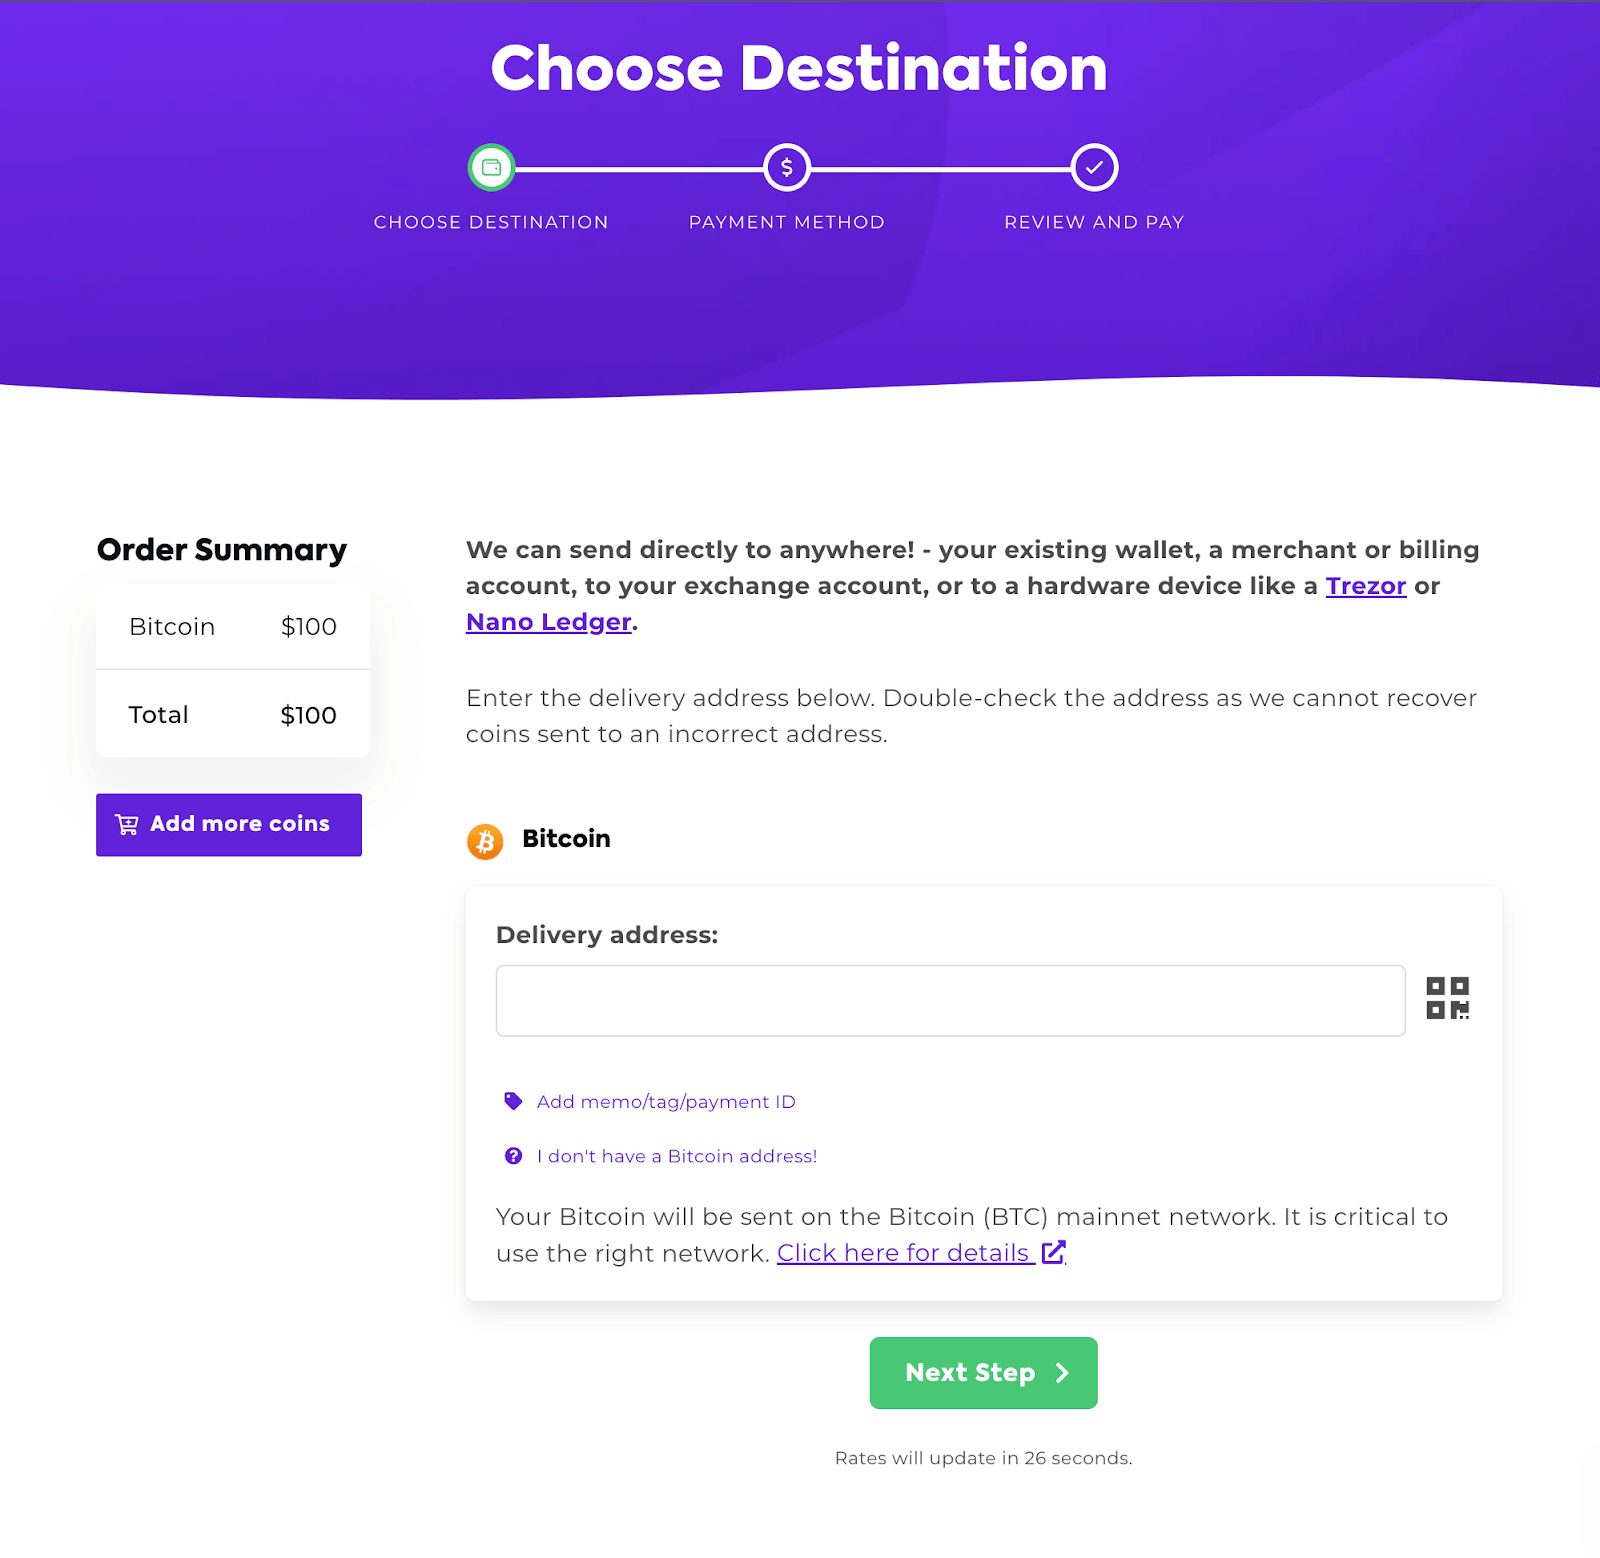 Choose Destination
CHOOSE DESTINATION
PAYMENT METHOD
REVIEW AND PAY
Order Summary
Bitcoin $100
Total $100
Add more coins
We can send directly to anywhere! - your existing wallet, a merchant or billing
account, to your exchange account, or to a hardware device like a Trezor or
Nano Ledger.
Enter the delivery address below. Double-check the address as we cannot recover
coins sent to an incorrect address.
Bitcoin
Delivery address:
Add memo/tag/payment ID
I don't have a Bitcoin address!
Your Bitcoin will be sent on the Bitcoin (BTC) mainnet network. It is critical to
use the right network. Click here for details
Next Step
Rates will update in 26 seconds.